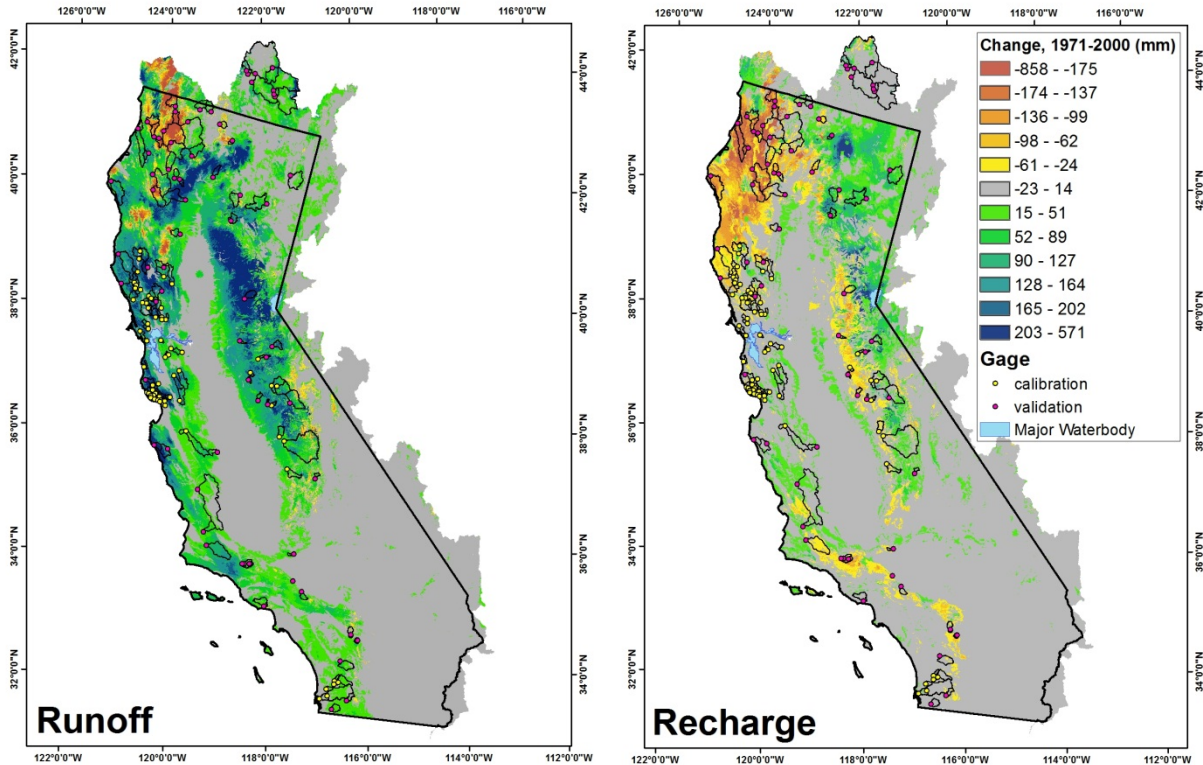 124°0'0"W 122°0'0"W 120°0'0"W 118°0'0"W 116°0'0"W
126°0'0"W 124°0'0"W 122°0'0"W 120°0'0"W 118°0'0"W 116°0'0"W
42°0'0"N
40°0'0"N
38°0'0"N
36°0'0"N
34°0'0"N
32°0'0"N
44°0'0"N
42°0'0"N
40°0'0"N
38°0'0"N
36°0'0"N
34°0'0"N
42°0'0"N
40°0'0"N
38°0'0"N
36°0'0"N
34°0'0"N
32°0'0"N
44°0'0"N
42°0'0"N
40°0'0"N
38°0'0"N
36°0'0"N
34°0'0"N
Change, 1971-2000 (mm)
-858 - -175
-174 - -137
-136 - -99
-98 - -62
-61 - -24
-23 - 14
15 - 51
52 - 89
90 - 127
128 - 164
165 - 202
203 - 571
Gage
calibration
validation
Major Waterbody
Runoff
Recharge
122°0'0"W 120°0'0"W 118°0'0"W 116°0'0"W 114°0'0"W 112°0'0"W
122°0'0"W 120°0'0"W 118°0'0"W 116°0'0"W 114°0'0"W 112°0'0"W